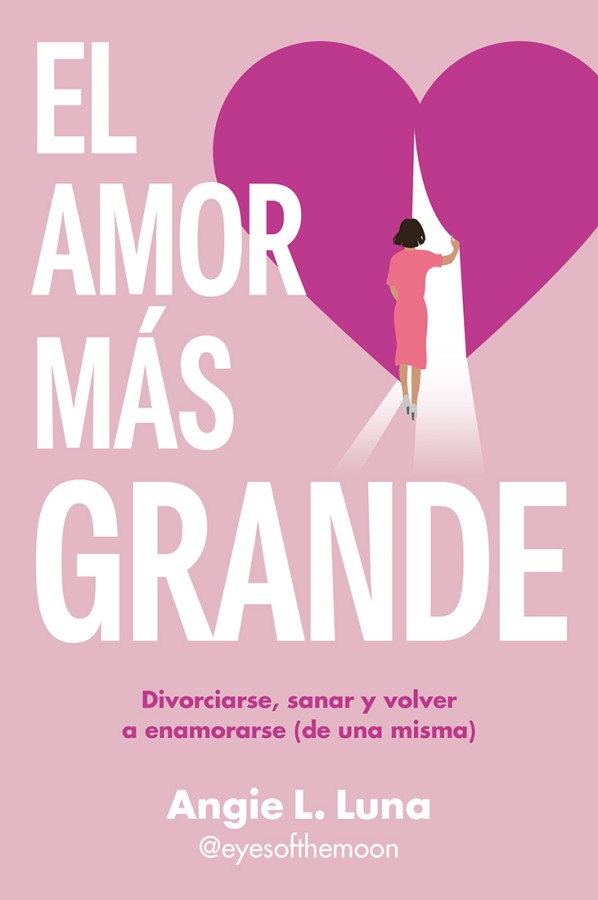 EL
AMOR
MÁS
GRANDE
Divorciarse, sanar y volver
a enamorarse (de una misma)
Angie L. Luna
@eyesofthemoon